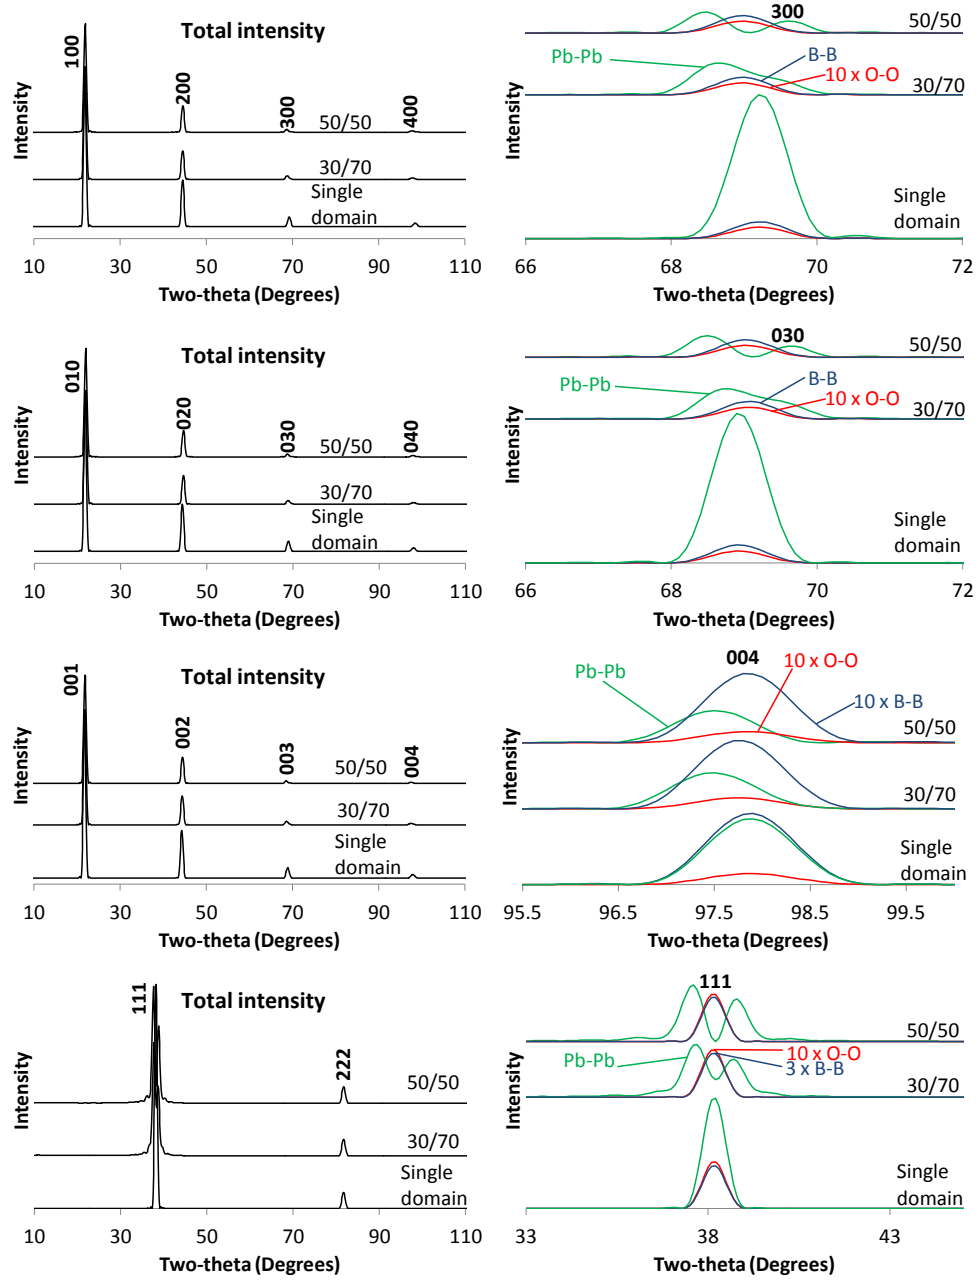 Total intensity
100
200
300
400
50/50
30/70
Single
domain
Intensity
10 30 50 70 90 110
Two-theta (Degrees)
300
50/50
Pb-Pb
B-B
10 x O-O
30/70
Single
domain
Intensity
66 68 70 72
Two-theta (Degrees)
Total intensity
010
020
030
040
50/50
30/70
Single
domain
Intensity
10 30 50 70 90 110
Two-theta (Degrees)
030
50/50
Pb-Pb
B-B
10 x O-O
30/70
Single
domain
Intensity
66 68 70 72
Two-theta (Degrees)
Total intensity
001
002
003
004
50/50
30/70
Single
domain
Intensity
10 30 50 70 90 110
Two-theta (Degrees)
004
Pb-Pb
10 x O-O
10 x B-B
50/50
30/70
Single
domain
Intensity
95.5 96.5 97.5 98.5 99.5
Two-theta (Degrees)
Total intensity
111
222
50/50
30/70
Single
domain
Intensity
10 30 50 70 90 110
Two-theta (Degrees)
111
50/50
Pb-Pb
10 x O-O
3 x B-B
30/70
Single
domain
Intensity
33 38 43
Two-theta (Degrees)